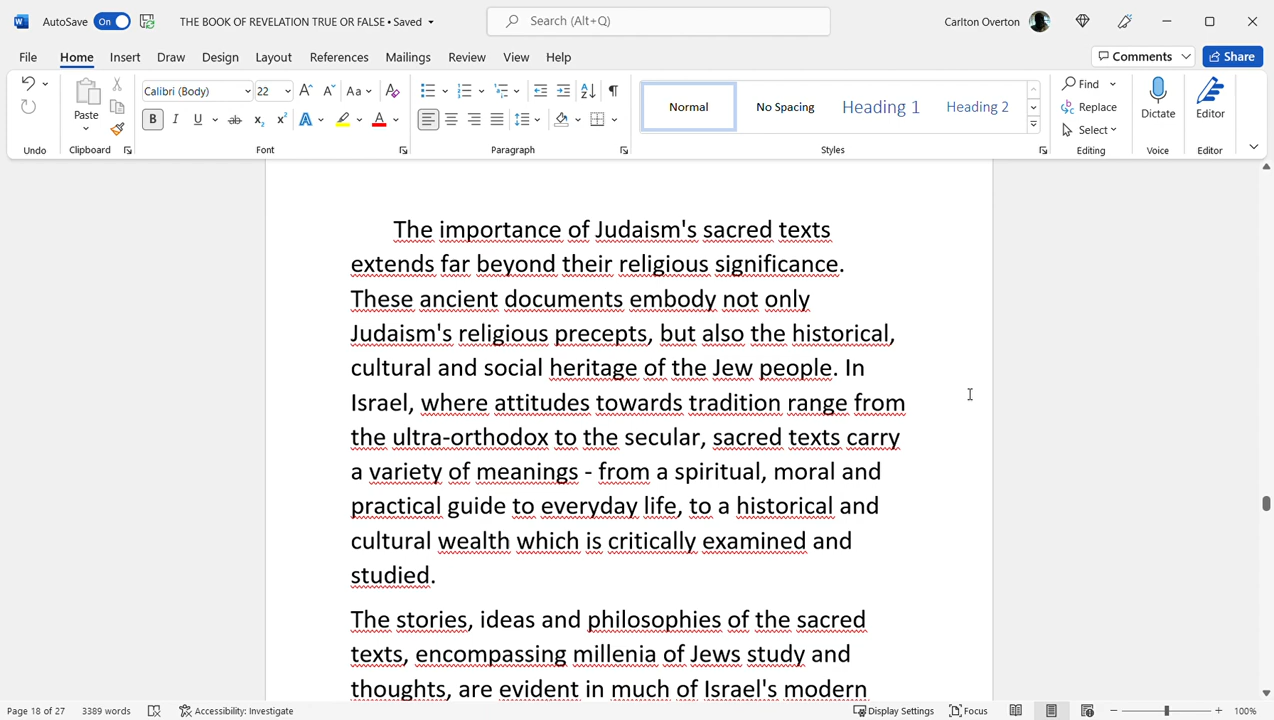 AutoSave On THE BOOK OF REVELATION TRUE OR FALSE • Saved Search (Alt+Q) Carlton Overton
File Home Insert Draw Design Layout References Mailings Review View Help Comments Share
Calibri (Body) 22 Aa Find
Paste Normal No Spacing Heading 1 Heading 2 Replace Dictate Editor
B I U ab x₂ x² A A Select
Undo Clipboard Font Paragraph Styles Editing Voice Editor
The importance of Judaism's sacred texts
extends far beyond their religious significance.
These ancient documents embody not only
Judaism's religious precepts, but also the historical,
cultural and social heritage of the Jew people. In
Israel, where attitudes towards tradition range from
the ultra-orthodox to the secular, sacred texts carry
a variety of meanings - from a spiritual, moral and
practical guide to everyday life, to a historical and
cultural wealth which is critically examined and
studied.
The stories, ideas and philosophies of the sacred
texts, encompassing millenia of Jews study and
thoughts, are evident in much of Israel's modern
Page 18 of 27 3389 words Accessibility: Investigate Display Settings Focus 100%